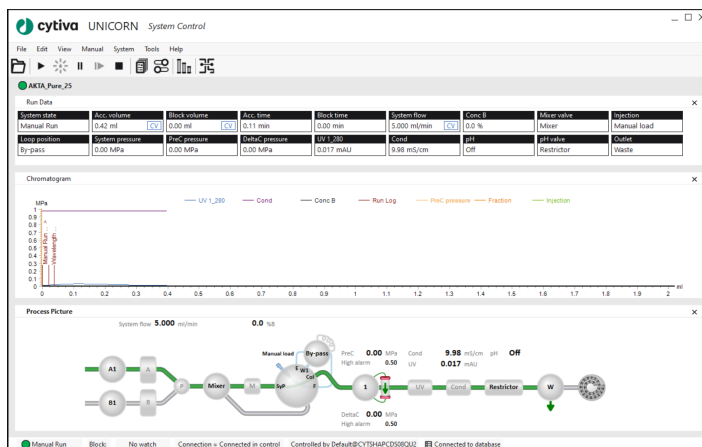 cytiva UNICORN System Control
File Edit View Manual System Tools Help
AKTA_Pure_25
Run Data
System state Acc. volume Block volume Acc. time Block time System flow Conc B Mixer valve Injection
Manual Run 0.42 ml CV 0.00 ml CV 0.11 min 0.00 min 5.000 ml/min CV 0.0 % Mixer Manual load
Loop position System pressure PreC pressure DeltaC pressure UV 1_280 Cond pH pH valve Outlet
By-pass 0.00 MPa 0.00 MPa 0.00 MPa 0.017 mAU 9.98 mS/cm Off Restrictor Waste
Chromatogram
UV 1_280 Cond Conc B Run Log PreC pressure Fraction Injection
MPa
1
0.9
0.8
0.7
0.6
0.5
0.4
0.3
0.2
0.1
0
Manual Run
Wavelength
0 0.1 0.2 0.3 0.4 0.5 0.6 0.7 0.8 0.9 1 1.1 1.2 1.3 1.4 1.5 1.6 1.7 1.8 1.9 2 ml
Process Picture
System flow 5.000 ml/min 0.0 %B
Manual load By-pass PreC 0.00 MPa Cond 9.98 mS/cm pH Off
High alarm 0.50 UV 0.017 mAU
A1 A P Mixer M SyP E W1 Col F 1 UV Cond Restrictor W
B1 B
DeltaC 0.00 MPa
High alarm 0.50
Manual Run Block: No watch Connection = Connected in control Controlled by Default@CYTSHAPCDS08QU2 Connected to database